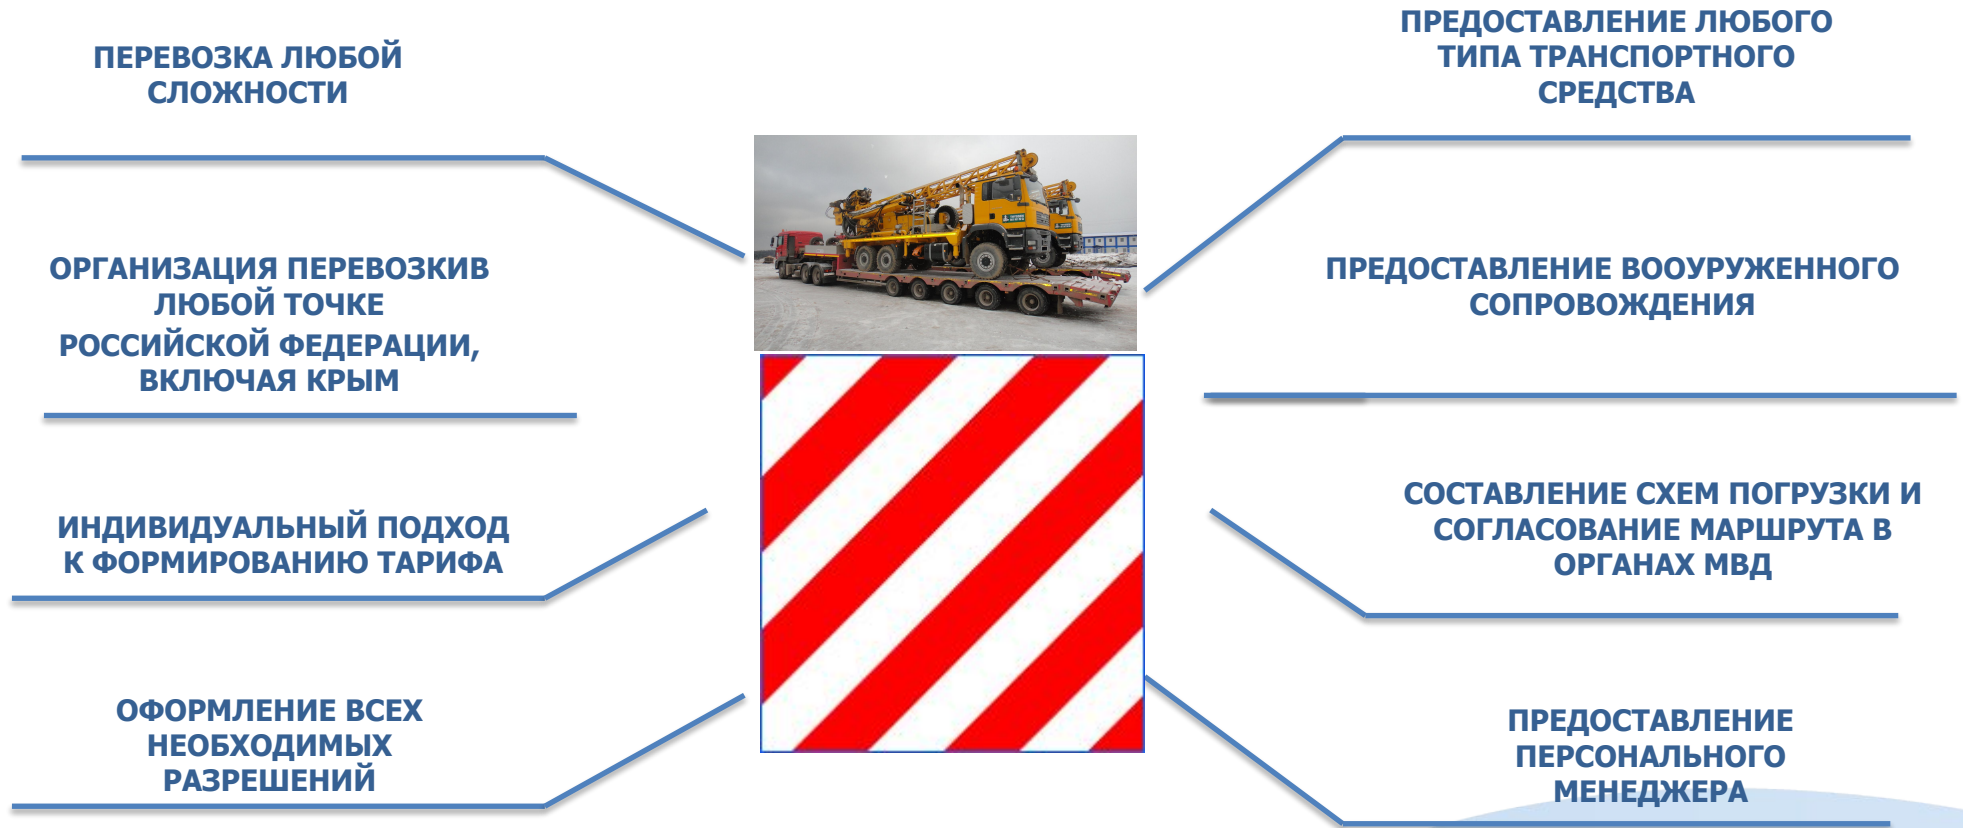 ПЕРЕВОЗКА ЛЮБОЙ
СЛОЖНОСТИ
ОРГАНИЗАЦИЯ ПЕРЕВОЗКИВ
ЛЮБОЙ ТОЧКЕ
РОССИЙСКОЙ ФЕДЕРАЦИИ,
ВКЛЮЧАЯ КРЫМ
ИНДИВИДУАЛЬНЫЙ ПОДХОД
К ФОРМИРОВАНИЮ ТАРИФА
ОФОРМЛЕНИЕ ВСЕХ
НЕОБХОДИМЫХ
РАЗРЕШЕНИЙ
ПРЕДОСТАВЛЕНИЕ ЛЮБОГО
ТИПА ТРАНСПОРТНОГО
СРЕДСТВА
ПРЕДОСТАВЛЕНИЕ ВООУРУЖЕННОГО
СОПРОВОЖДЕНИЯ
СОСТАВЛЕНИЕ СХЕМ ПОГРУЗКИ И
СОГЛАСОВАНИЕ МАРШРУТА В
ОРГАНАХ МВД
ПРЕДОСТАВЛЕНИЕ
ПЕРСОНАЛЬНОГО
МЕНЕДЖЕРА